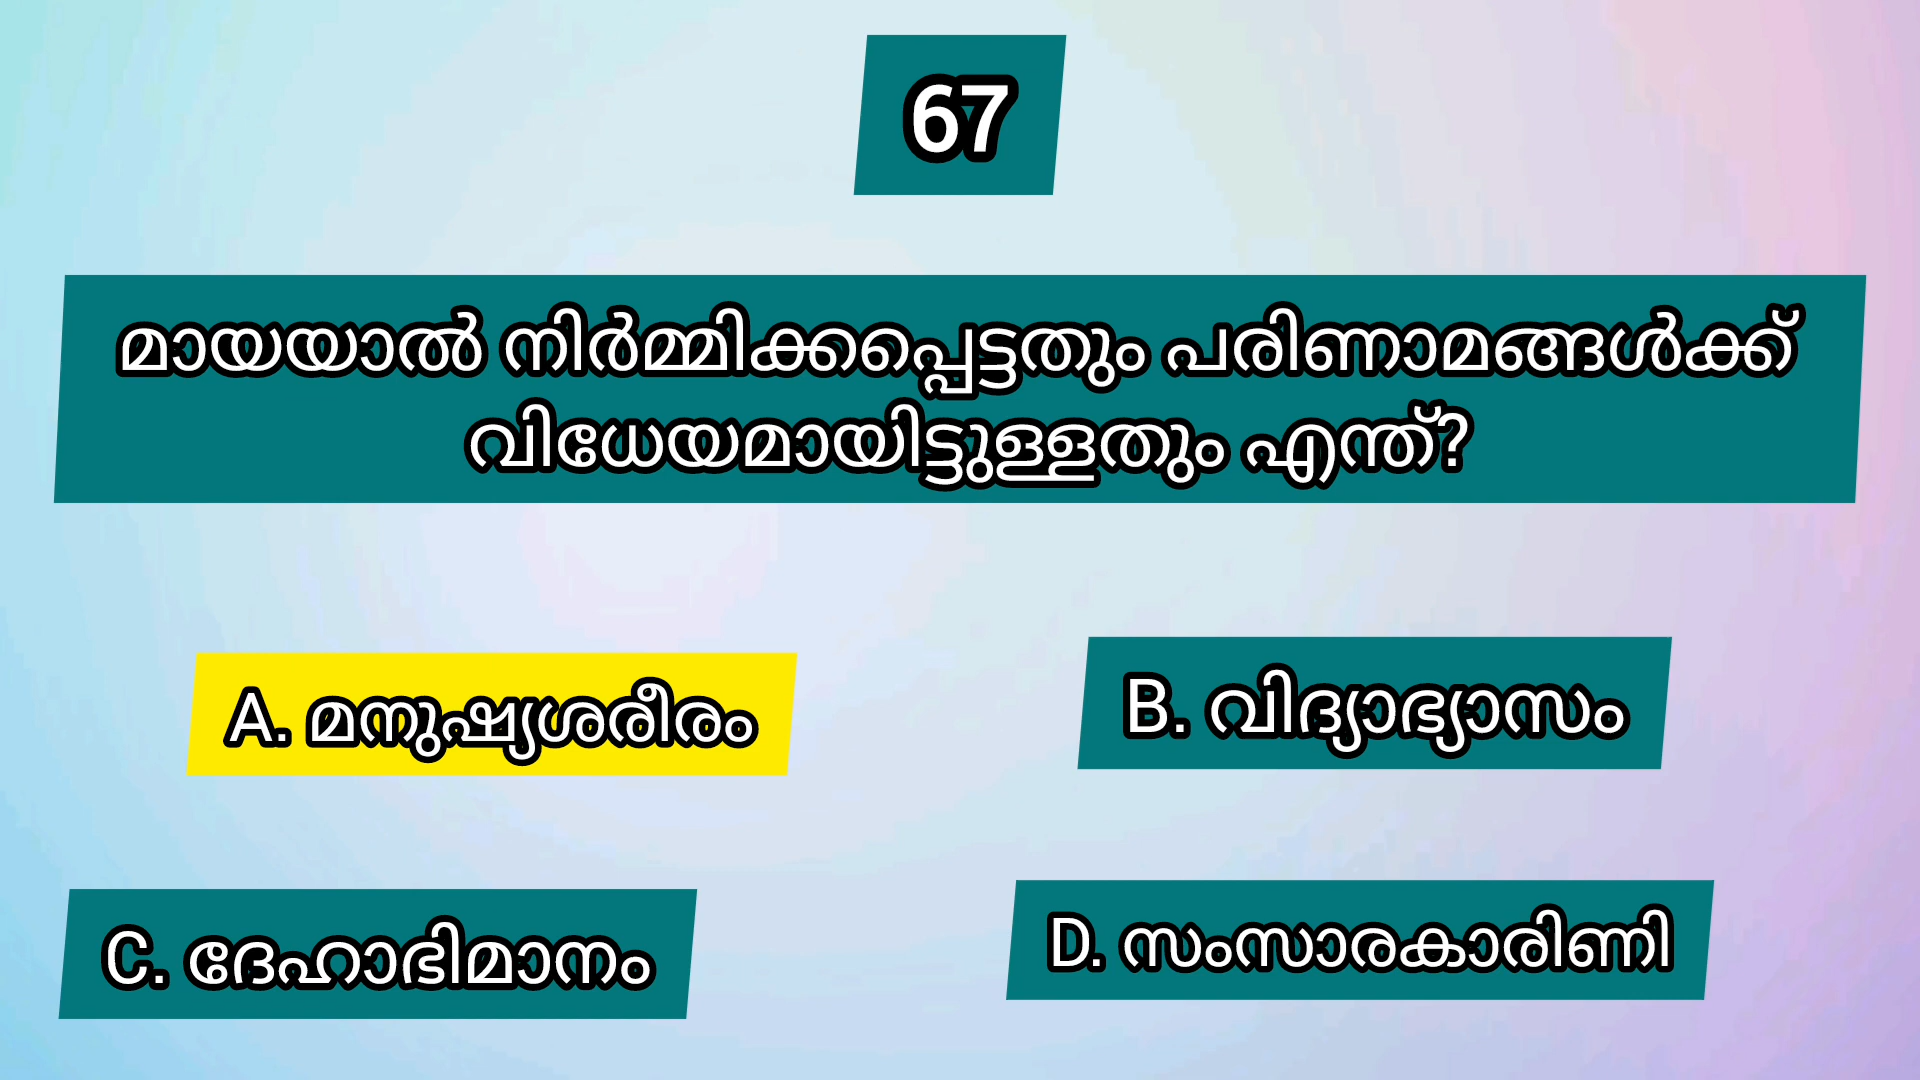 67
മായയാൽ നിർമ്മിക്കപ്പെട്ടതും പരിണാമങ്ങൾക്ക്
വിധേയമായിട്ടുള്ളതും എന്ത്?
A. മനുഷ്യശരീരം
B. വിദ്യാഭ്യാസം
C. ദേഹാഭിമാനം
D. സംസാരകാരിണി